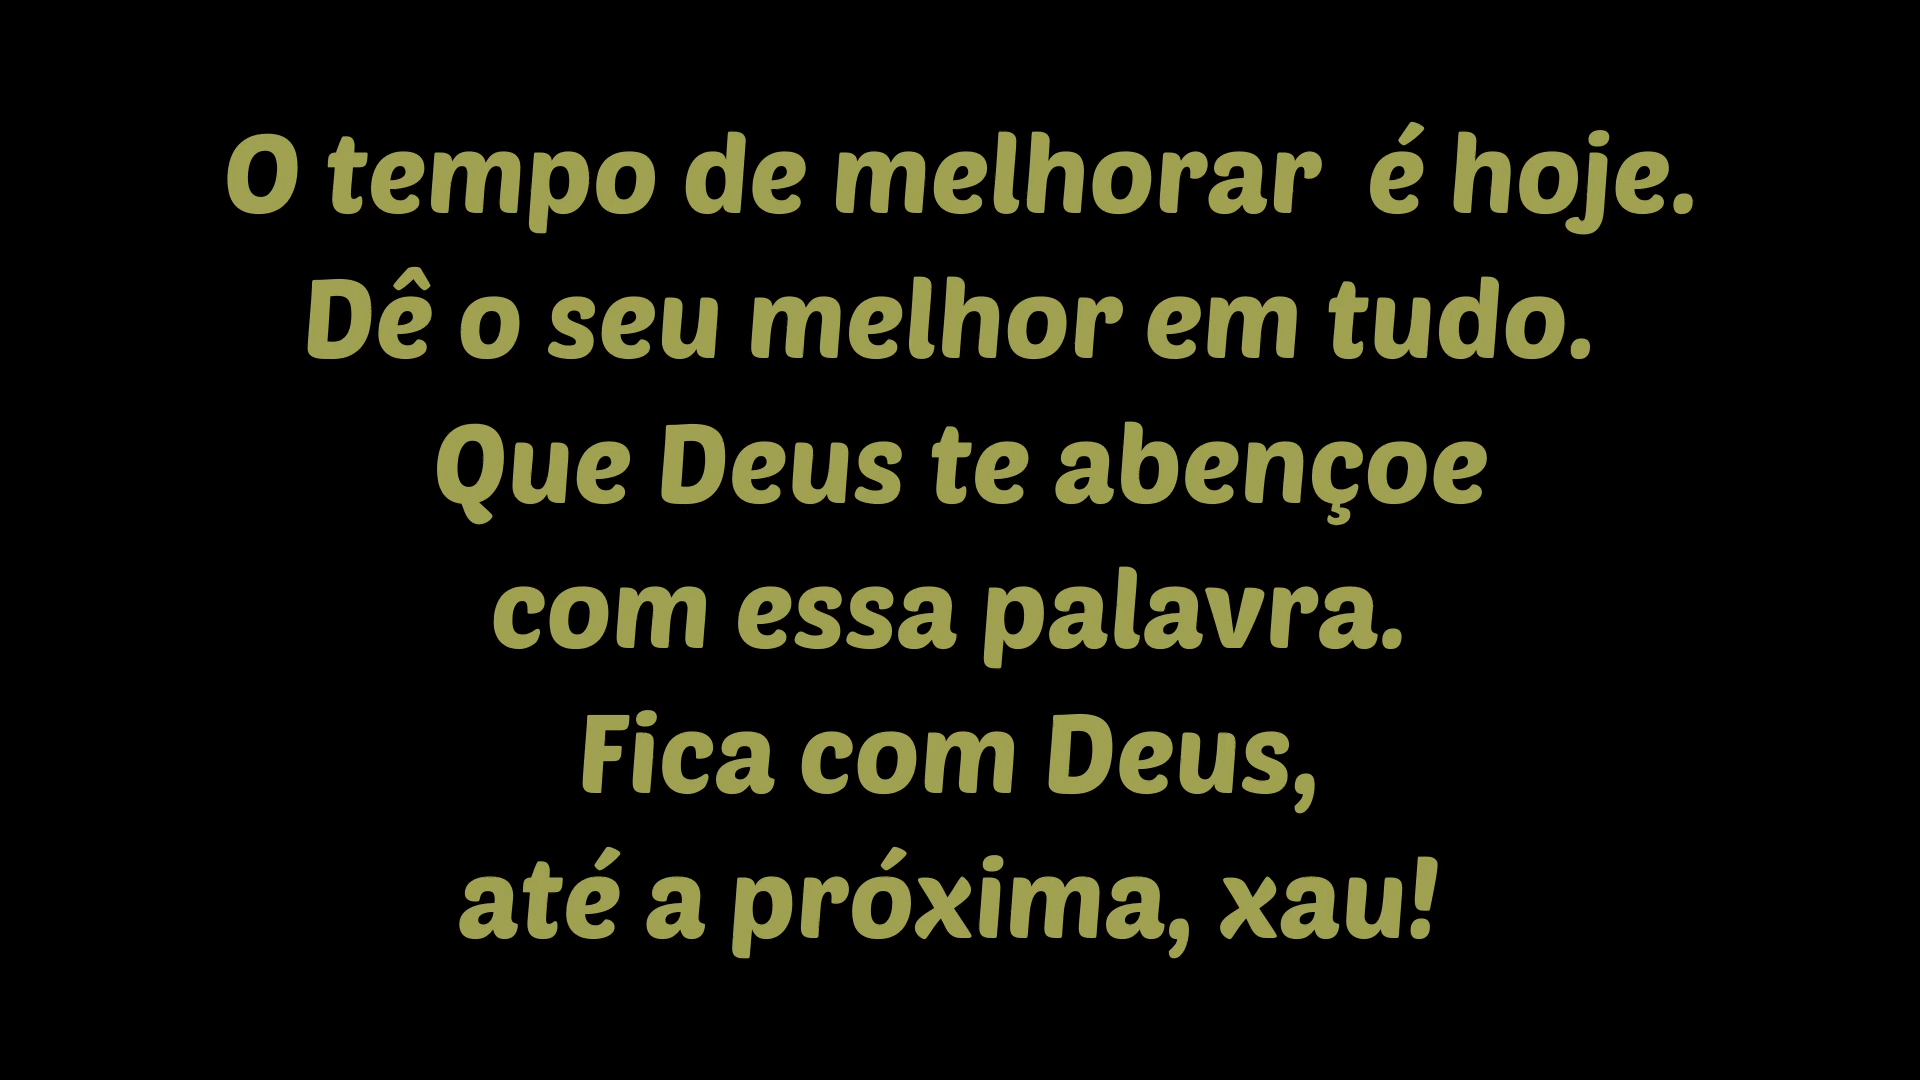 O tempo de melhorar  é hoje.
Dê o seu melhor em tudo.
Que Deus te abençoe
com essa palavra.
Fica com Deus,
até a próxima, xau!